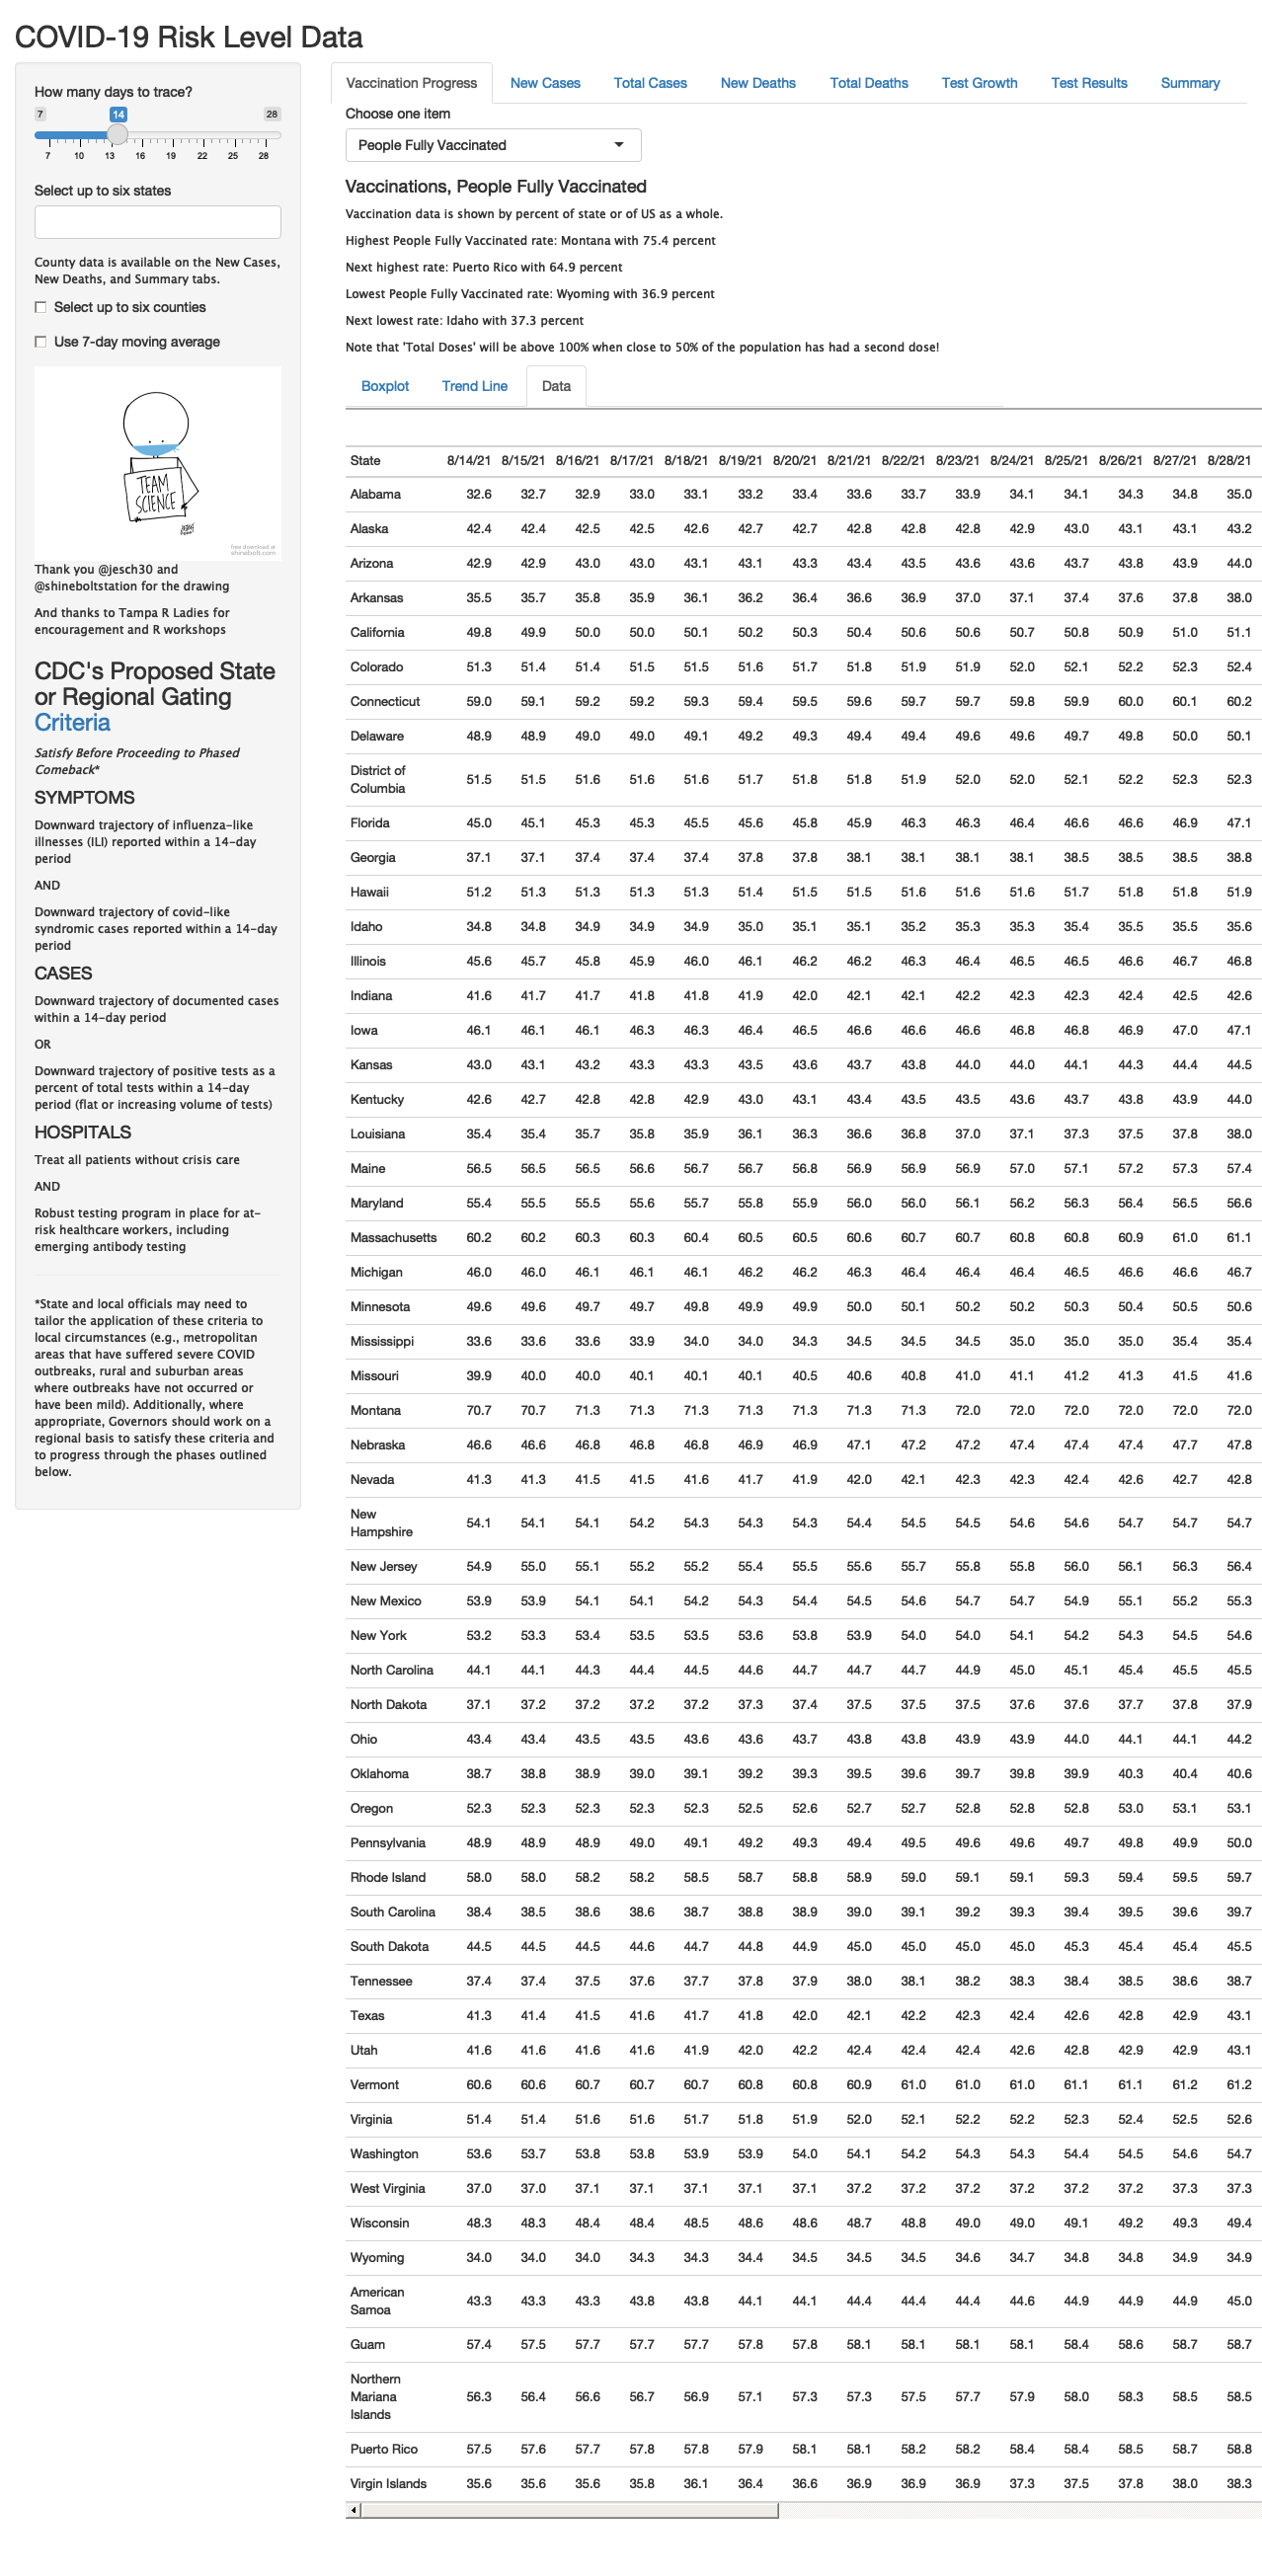 COVID-19 Risk Level Data
How many days to trace?
7 14 28
7 10 13 16 19 22 25 28
Select up to six states
County data is available on the New Cases,
New Deaths, and Summary tabs.
Select up to six counties
Use 7-day moving average
TEAM
SCIENCE
free download at
shinebolt.com
Thank you @jesch30 and
@shineboltstation for the drawing
And thanks to Tampa R Ladies for
encouragement and R workshops
CDC's Proposed State
or Regional Gating
Criteria
Satisfy Before Proceeding to Phased
Comeback*
SYMPTOMS
Downward trajectory of influenza-like
illnesses (ILI) reported within a 14-day
period
AND
Downward trajectory of covid-like
syndromic cases reported within a 14-day
period
CASES
Downward trajectory of documented cases
within a 14-day period
OR
Downward trajectory of positive tests as a
percent of total tests within a 14-day
period (flat or increasing volume of tests)
HOSPITALS
Treat all patients without crisis care
AND
Robust testing program in place for at-
risk healthcare workers, including
emerging antibody testing
*State and local officials may need to
tailor the application of these criteria to
local circumstances (e.g., metropolitan
areas that have suffered severe COVID
outbreaks, rural and suburban areas
where outbreaks have not occurred or
have been mild). Additionally, where
appropriate, Governors should work on a
regional basis to satisfy these criteria and
to progress through the phases outlined
below.
Vaccination Progress New Cases Total Cases New Deaths Total Deaths Test Growth Test Results Summary
Choose one item
People Fully Vaccinated
Vaccinations, People Fully Vaccinated
Vaccination data is shown by percent of state or of US as a whole.
Highest People Fully Vaccinated rate: Montana with 75.4 percent
Next highest rate: Puerto Rico with 64.9 percent
Lowest People Fully Vaccinated rate: Wyoming with 36.9 percent
Next lowest rate: Idaho with 37.3 percent
Note that 'Total Doses' will be above 100% when close to 50% of the population has had a second dose!
Boxplot Trend Line Data
State 8/14/21 8/15/21 8/16/21 8/17/21 8/18/21 8/19/21 8/20/21 8/21/21 8/22/21 8/23/21 8/24/21 8/25/21 8/26/21 8/27/21 8/28/21
Alabama 32.6 32.7 32.9 33.0 33.1 33.2 33.4 33.6 33.7 33.9 34.1 34.1 34.3 34.8 35.0
Alaska 42.4 42.4 42.5 42.5 42.6 42.7 42.7 42.8 42.8 42.8 42.9 43.0 43.1 43.1 43.2
Arizona 42.9 42.9 43.0 43.0 43.1 43.1 43.3 43.4 43.5 43.6 43.6 43.7 43.8 43.9 44.0
Arkansas 35.5 35.7 35.8 35.9 36.1 36.2 36.4 36.6 36.9 37.0 37.1 37.4 37.6 37.8 38.0
California 49.8 49.9 50.0 50.0 50.1 50.2 50.3 50.4 50.6 50.6 50.7 50.8 50.9 51.0 51.1
Colorado 51.3 51.4 51.4 51.5 51.5 51.6 51.7 51.8 51.9 51.9 52.0 52.1 52.2 52.3 52.4
Connecticut 59.0 59.1 59.2 59.2 59.3 59.4 59.5 59.6 59.7 59.7 59.8 59.9 60.0 60.1 60.2
Delaware 48.9 48.9 49.0 49.0 49.1 49.2 49.3 49.4 49.4 49.6 49.6 49.7 49.8 50.0 50.1
District of
Columbia 51.5 51.5 51.6 51.6 51.6 51.7 51.8 51.8 51.9 52.0 52.0 52.1 52.2 52.3 52.3
Florida 45.0 45.1 45.3 45.3 45.5 45.6 45.8 45.9 46.3 46.3 46.4 46.6 46.6 46.9 47.1
Georgia 37.1 37.1 37.4 37.4 37.4 37.8 37.8 38.1 38.1 38.1 38.1 38.5 38.5 38.5 38.8
Hawaii 51.2 51.3 51.3 51.3 51.3 51.4 51.5 51.5 51.6 51.6 51.6 51.7 51.8 51.8 51.9
Idaho 34.8 34.8 34.9 34.9 34.9 35.0 35.1 35.1 35.2 35.3 35.3 35.4 35.5 35.5 35.6
Illinois 45.6 45.7 45.8 45.9 46.0 46.1 46.2 46.2 46.3 46.4 46.5 46.5 46.6 46.7 46.8
Indiana 41.6 41.7 41.7 41.8 41.8 41.9 42.0 42.1 42.1 42.2 42.3 42.3 42.4 42.5 42.6
Iowa 46.1 46.1 46.1 46.3 46.3 46.4 46.5 46.6 46.6 46.6 46.8 46.8 46.9 47.0 47.1
Kansas 43.0 43.1 43.2 43.3 43.3 43.5 43.6 43.7 43.8 44.0 44.0 44.1 44.3 44.4 44.5
Kentucky 42.6 42.7 42.8 42.8 42.9 43.0 43.1 43.4 43.5 43.5 43.6 43.7 43.8 43.9 44.0
Louisiana 35.4 35.4 35.7 35.8 35.9 36.1 36.3 36.6 36.8 37.0 37.1 37.3 37.5 37.8 38.0
Maine 56.5 56.5 56.5 56.6 56.7 56.7 56.8 56.9 56.9 56.9 57.0 57.1 57.2 57.3 57.4
Maryland 55.4 55.5 55.5 55.6 55.7 55.8 55.9 56.0 56.0 56.1 56.2 56.3 56.4 56.5 56.6
Massachusetts 60.2 60.2 60.3 60.3 60.4 60.5 60.5 60.6 60.7 60.7 60.8 60.8 60.9 61.0 61.1
Michigan 46.0 46.0 46.1 46.1 46.1 46.2 46.2 46.3 46.4 46.4 46.4 46.5 46.6 46.6 46.7
Minnesota 49.6 49.6 49.7 49.7 49.8 49.9 49.9 50.0 50.1 50.2 50.2 50.3 50.4 50.5 50.6
Mississippi 33.6 33.6 33.6 33.9 34.0 34.0 34.3 34.5 34.5 34.5 35.0 35.0 35.0 35.4 35.4
Missouri 39.9 40.0 40.0 40.1 40.1 40.1 40.5 40.6 40.8 41.0 41.1 41.2 41.3 41.5 41.6
Montana 70.7 70.7 71.3 71.3 71.3 71.3 71.3 71.3 71.3 72.0 72.0 72.0 72.0 72.0 72.0
Nebraska 46.6 46.6 46.8 46.8 46.8 46.9 46.9 47.1 47.2 47.2 47.4 47.4 47.4 47.7 47.8
Nevada 41.3 41.3 41.5 41.5 41.6 41.7 41.9 42.0 42.1 42.3 42.3 42.4 42.6 42.7 42.8
New
Hampshire 54.1 54.1 54.1 54.2 54.3 54.3 54.3 54.4 54.5 54.5 54.6 54.6 54.7 54.7 54.7
New Jersey 54.9 55.0 55.1 55.2 55.2 55.4 55.5 55.6 55.7 55.8 55.8 56.0 56.1 56.3 56.4
New Mexico 53.9 53.9 54.1 54.1 54.2 54.3 54.4 54.5 54.6 54.7 54.7 54.9 55.1 55.2 55.3
New York 53.2 53.3 53.4 53.5 53.5 53.6 53.8 53.9 54.0 54.0 54.1 54.2 54.3 54.5 54.6
North Carolina 44.1 44.1 44.3 44.4 44.5 44.6 44.7 44.7 44.7 44.9 45.0 45.1 45.4 45.5 45.5
North Dakota 37.1 37.2 37.2 37.2 37.2 37.3 37.4 37.5 37.5 37.5 37.6 37.6 37.7 37.8 37.9
Ohio 43.4 43.4 43.5 43.5 43.6 43.6 43.7 43.8 43.8 43.9 43.9 44.0 44.1 44.1 44.2
Oklahoma 38.7 38.8 38.9 39.0 39.1 39.2 39.3 39.5 39.6 39.7 39.8 39.9 40.3 40.4 40.6
Oregon 52.3 52.3 52.3 52.3 52.3 52.5 52.6 52.7 52.7 52.8 52.8 52.8 53.0 53.1 53.1
Pennsylvania 48.9 48.9 48.9 49.0 49.1 49.2 49.3 49.4 49.5 49.6 49.6 49.7 49.8 49.9 50.0
Rhode Island 58.0 58.0 58.2 58.2 58.5 58.7 58.8 58.9 59.0 59.1 59.1 59.3 59.4 59.5 59.7
South Carolina 38.4 38.5 38.6 38.6 38.7 38.8 38.9 39.0 39.1 39.2 39.3 39.4 39.5 39.6 39.7
South Dakota 44.5 44.5 44.5 44.6 44.7 44.8 44.9 45.0 45.0 45.0 45.0 45.3 45.4 45.4 45.5
Tennessee 37.4 37.4 37.5 37.6 37.7 37.8 37.9 38.0 38.1 38.2 38.3 38.4 38.5 38.6 38.7
Texas 41.3 41.4 41.5 41.6 41.7 41.8 42.0 42.1 42.2 42.3 42.4 42.6 42.8 42.9 43.1
Utah 41.6 41.6 41.6 41.6 41.9 42.0 42.2 42.4 42.4 42.4 42.6 42.8 42.9 42.9 43.1
Vermont 60.6 60.6 60.7 60.7 60.7 60.8 60.8 60.9 61.0 61.0 61.0 61.1 61.1 61.2 61.2
Virginia 51.4 51.4 51.6 51.6 51.7 51.8 51.9 52.0 52.1 52.2 52.2 52.3 52.4 52.5 52.6
Washington 53.6 53.7 53.8 53.8 53.9 53.9 54.0 54.1 54.2 54.3 54.3 54.4 54.5 54.6 54.7
West Virginia 37.0 37.0 37.1 37.1 37.1 37.1 37.1 37.2 37.2 37.2 37.2 37.2 37.2 37.3 37.3
Wisconsin 48.3 48.3 48.4 48.4 48.5 48.6 48.6 48.7 48.8 49.0 49.0 49.1 49.2 49.3 49.4
Wyoming 34.0 34.0 34.0 34.3 34.3 34.4 34.5 34.5 34.5 34.6 34.7 34.8 34.8 34.9 34.9
American
Samoa 43.3 43.3 43.3 43.8 43.8 44.1 44.1 44.4 44.4 44.4 44.6 44.9 44.9 44.9 45.0
Guam 57.4 57.5 57.7 57.7 57.7 57.8 57.8 58.1 58.1 58.1 58.1 58.4 58.6 58.7 58.7
Northern
Mariana
Islands 56.3 56.4 56.6 56.7 56.9 57.1 57.3 57.3 57.5 57.7 57.9 58.0 58.3 58.5 58.5
Puerto Rico 57.5 57.6 57.7 57.8 57.8 57.9 58.1 58.1 58.2 58.2 58.4 58.4 58.5 58.7 58.8
Virgin Islands 35.6 35.6 35.6 35.8 36.1 36.4 36.6 36.9 36.9 36.9 37.3 37.5 37.8 38.0 38.3